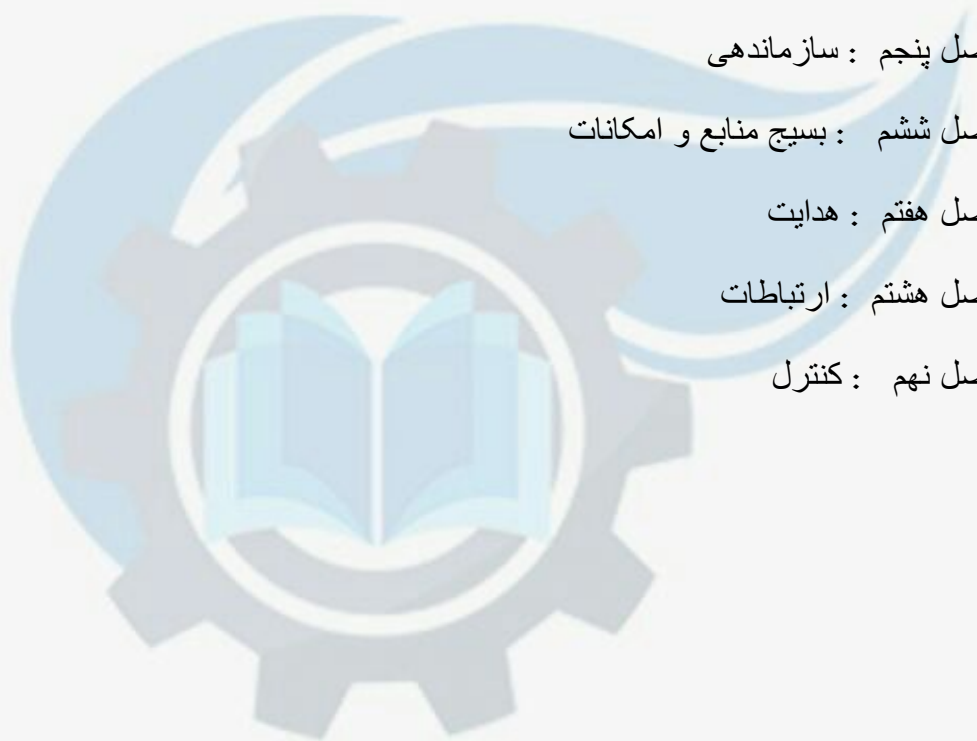 صل پنجم : سازماندهی
صل ششم : بسیج منابع و امکانات
صل هفتم : هدایت
صل هشتم : ارتباطات
صل نهم : کنترل